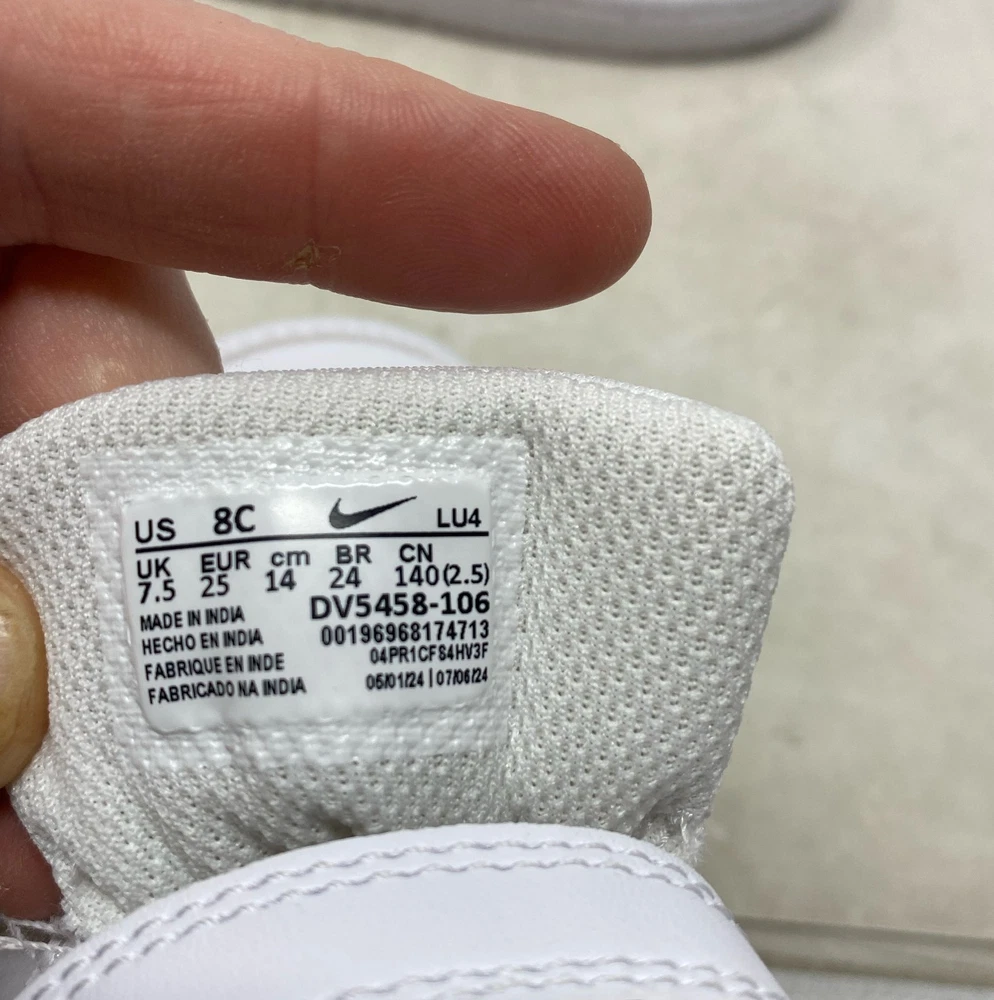 US 8C LU4
UK EUR cm BR CN
7.5 25 14 24 140(2.5)
MADE IN INDIA DV5458-106
HECHO EN INDIA 00196968174713
FABRIQUE EN INDE 04PR1CFS4HV3F
FABRICADO NA INDIA 05/01/24 | 07/06/24